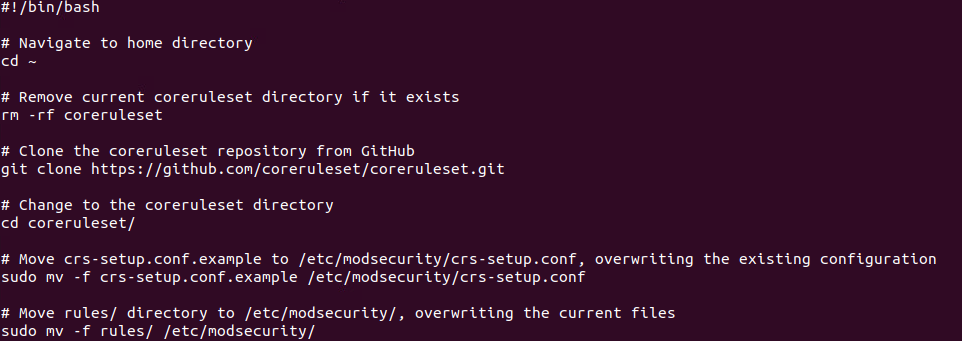 #!/bin/bash
# Navigate to home directory
cd ~
# Remove current coreruleset directory if it exists
rm -rf coreruleset
# Clone the coreruleset repository from GitHub
git clone https://github.com/coreruleset/coreruleset.git
# Change to the coreruleset directory
cd coreruleset/
# Move crs-setup.conf.example to /etc/modsecurity/crs-setup.conf, overwriting the existing configuration
sudo mv -f crs-setup.conf.example /etc/modsecurity/crs-setup.conf
# Move rules/ directory to /etc/modsecurity/, overwriting the current files
sudo mv -f rules/ /etc/modsecurity/